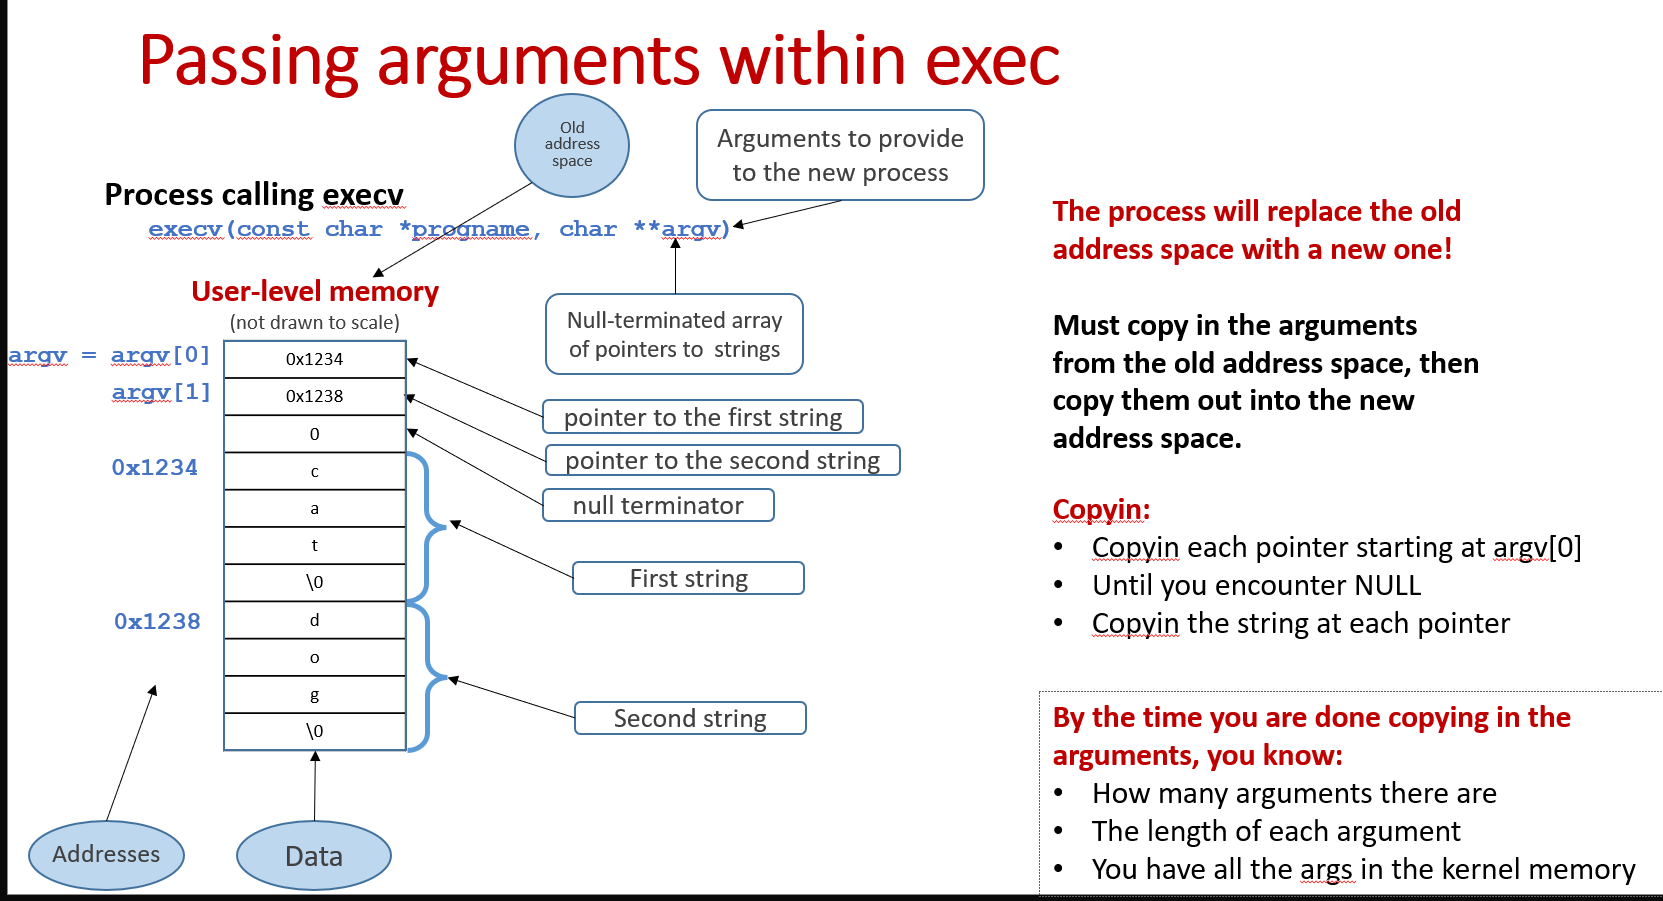 Passing arguments within exec
Old
address
space
Arguments to provide
to the new process
Process calling execv
execv(const char *progname, char **argv)
User-level memory
(not drawn to scale)
Null-terminated array
of pointers to strings
argv = argv[0]
0x1234
argv[1]
0x1238
0
0x1234
c
a
t
\0
0x1238
d
o
g
\0
pointer to the first string
pointer to the second string
null terminator
First string
Second string
Addresses
Data
The process will replace the old
address space with a new one!
Must copy in the arguments
from the old address space, then
copy them out into the new
address space.
Copyin:
• Copyin each pointer starting at argv[0]
• Until you encounter NULL
• Copyin the string at each pointer
By the time you are done copying in the
arguments, you know:
• How many arguments there are
• The length of each argument
• You have all the args in the kernel memory